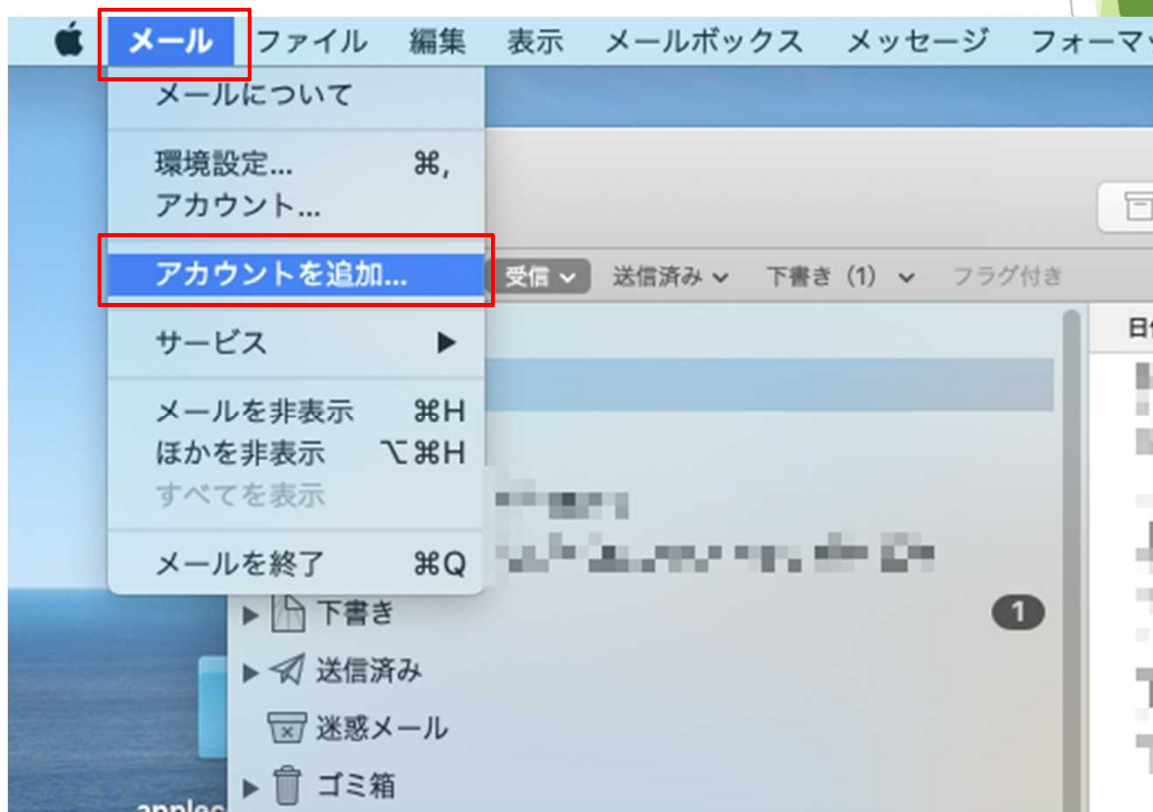 メール ファイル 編集 表示 メールボックス メッセージ フォーマッ
メールについて
環境設定... ⌘,
アカウント...
アカウントを追加...
受信 送信済み 下書き (1) フラグ付き
サービス ▶
メールを非表示 ⌘H
ほかを非表示 ⌥⌘H
すべてを表示
メールを終了 ⌘Q
下書き 1
送信済み
迷惑メール
ゴミ箱